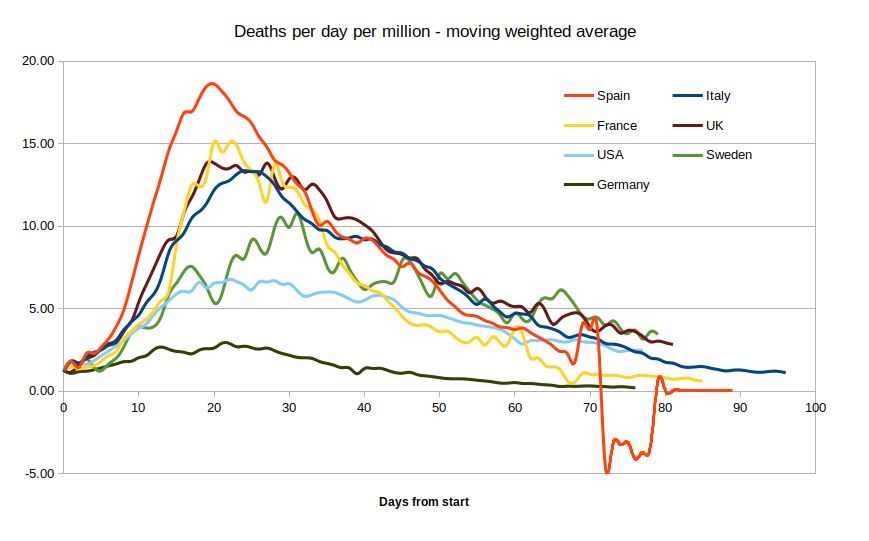 Deaths per day per million - moving weighted average
20.00
15.00
10.00
5.00
0.00
-5.00
Spain Italy
France UK
USA Sweden
Germany
0 10 20 30 40 50 60 70 80 90 100
Days from start